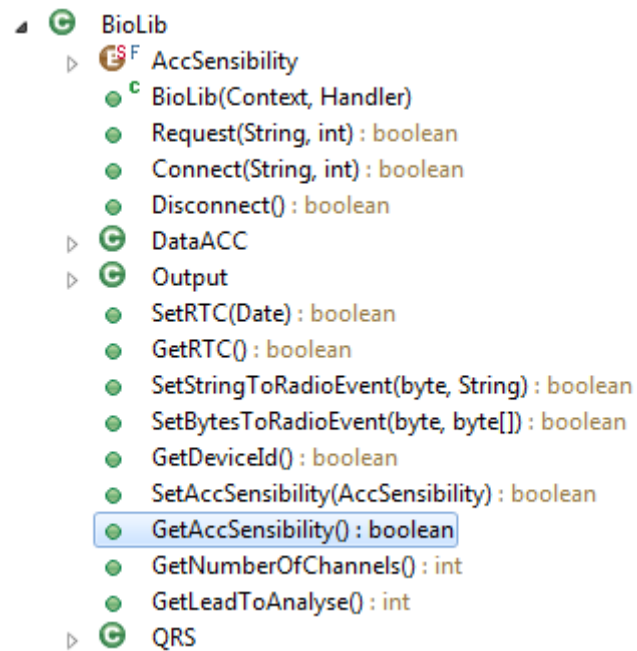 BioLib
S F AccSensibility
C BioLib(Context, Handler)
Request(String, int) : boolean
Connect(String, int) : boolean
Disconnect() : boolean
DataACC
Output
SetRTC(Date) : boolean
GetRTC() : boolean
SetStringToRadioEvent(byte, String) : boolean
SetBytesToRadioEvent(byte, byte[]) : boolean
GetDeviceId() : boolean
SetAccSensibility(AccSensibility) : boolean
GetAccSensibility() : boolean
GetNumberOfChannels() : int
GetLeadToAnalyse() : int
QRS